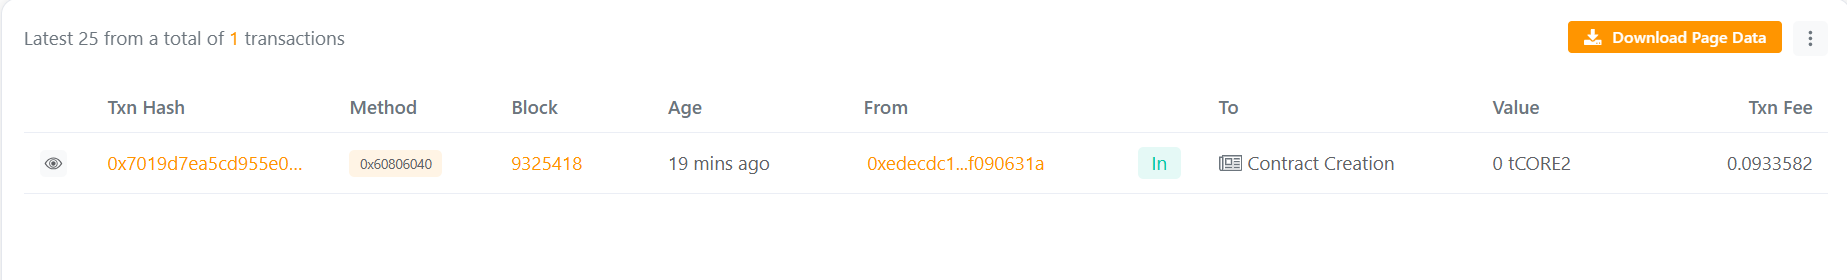 Latest 25 from a total of 1 transactions
Download Page Data
Txn Hash Method Block Age From To Value Txn Fee
0x7019d7ea5cd955e0... 0x60806040 9325418 19 mins ago 0xedecdc1...f090631a In Contract Creation 0 tCORE2 0.0933582